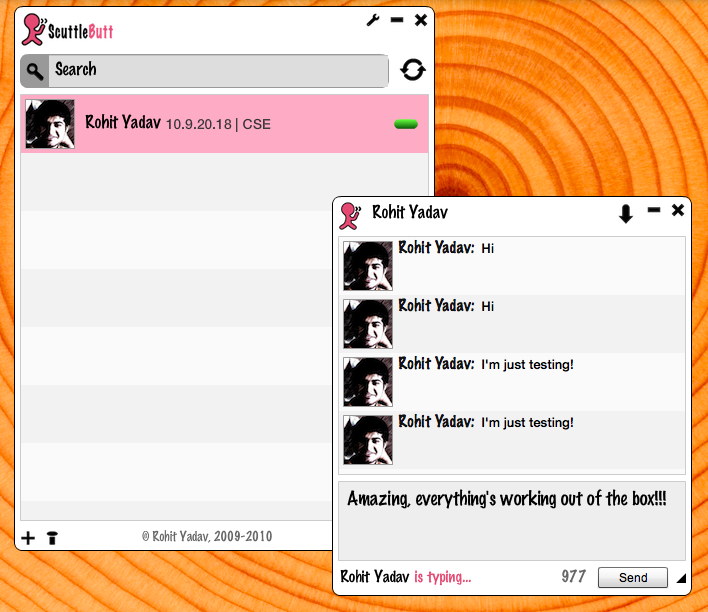 ScuttleButt
Search
Rohit Yadav 10.9.20.18 | CSE
© Rohit Yadav, 2009-2010
Rohit Yadav
Rohit Yadav: Hi
Rohit Yadav: Hi
Rohit Yadav: I'm just testing!
Rohit Yadav: I'm just testing!
Amazing, everything's working out of the box!!!
Rohit Yadav is typing... 977 Send